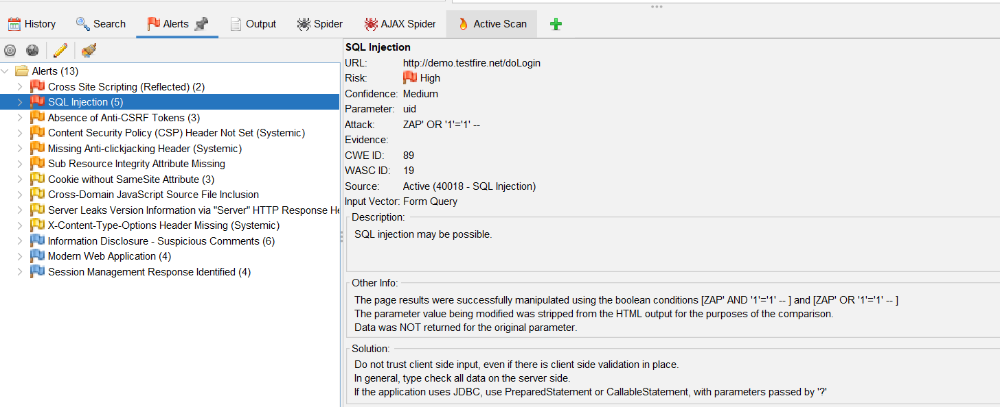 History Search Alerts Output Spider AJAX Spider Active Scan
Alerts (13)
Cross Site Scripting (Reflected) (2)
SQL Injection (5)
Absence of Anti-CSRF Tokens (3)
Content Security Policy (CSP) Header Not Set (Systemic)
Missing Anti-clickjacking Header (Systemic)
Sub Resource Integrity Attribute Missing
Cookie without SameSite Attribute (3)
Cross-Domain JavaScript Source File Inclusion
Server Leaks Version Information via "Server" HTTP Response He
X-Content-Type-Options Header Missing (Systemic)
Information Disclosure - Suspicious Comments (6)
Modern Web Application (4)
Session Management Response Identified (4)
SQL Injection
URL: http://demo.testfire.net/doLogin
Risk: High
Confidence: Medium
Parameter: uid
Attack: ZAP' OR '1'='1' --
Evidence:
CWE ID: 89
WASC ID: 19
Source: Active (40018 - SQL Injection)
Input Vector: Form Query
Description:
SQL injection may be possible.
Other Info:
The page results were successfully manipulated using the boolean conditions [ZAP' AND '1'='1' -- ] and [ZAP' OR '1'='1' -- ]
The parameter value being modified was stripped from the HTML output for the purposes of the comparison.
Data was NOT returned for the original parameter.
Solution:
Do not trust client side input, even if there is client side validation in place.
In general, type check all data on the server side.
If the application uses JDBC, use PreparedStatement or CallableStatement, with parameters passed by '?'